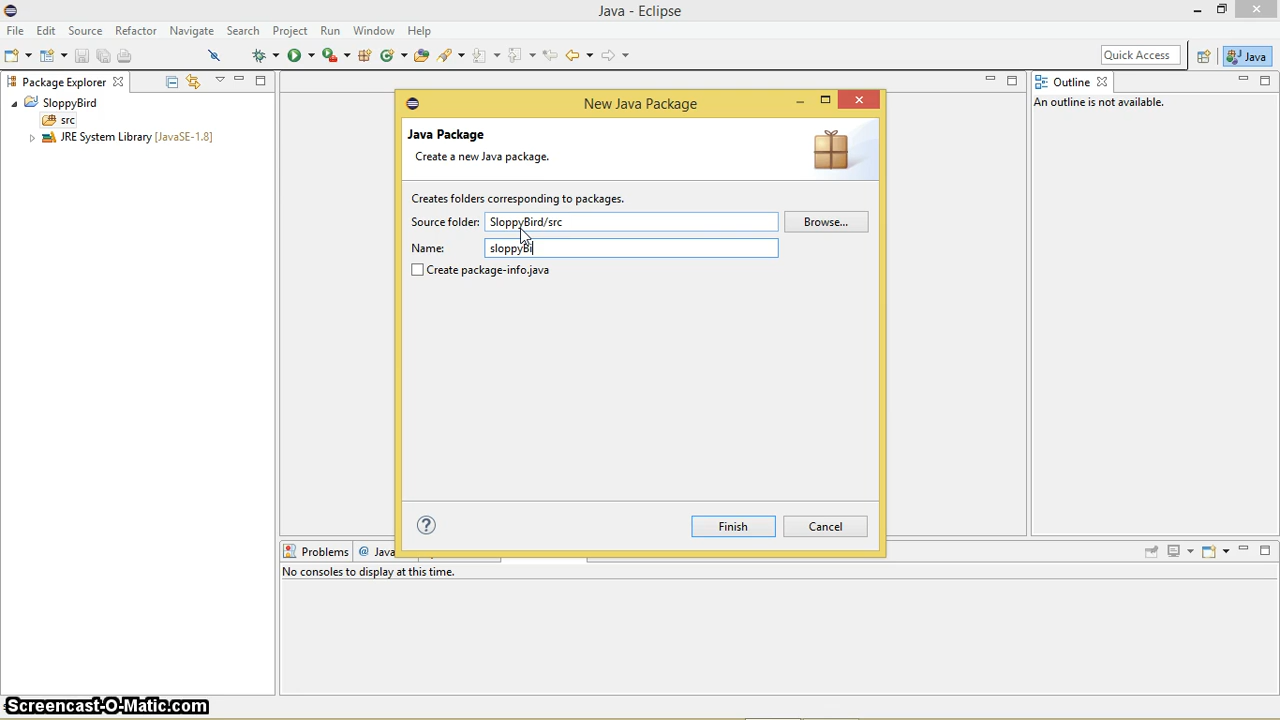 Java - Eclipse
File Edit Source Refactor Navigate Search Project Run Window Help
Quick Access
Java
Package Explorer
SloppyBird
src
JRE System Library [JavaSE-1.8]
New Java Package
Java Package
Create a new Java package.
Creates folders corresponding to packages.
Source folder: SloppyBird/src Browse...
Name: sloppyBi
Create package-info.java
Finish Cancel
Outline
An outline is not available.
Problems @ Java
No consoles to display at this time.
Screencast-O-Matic.com